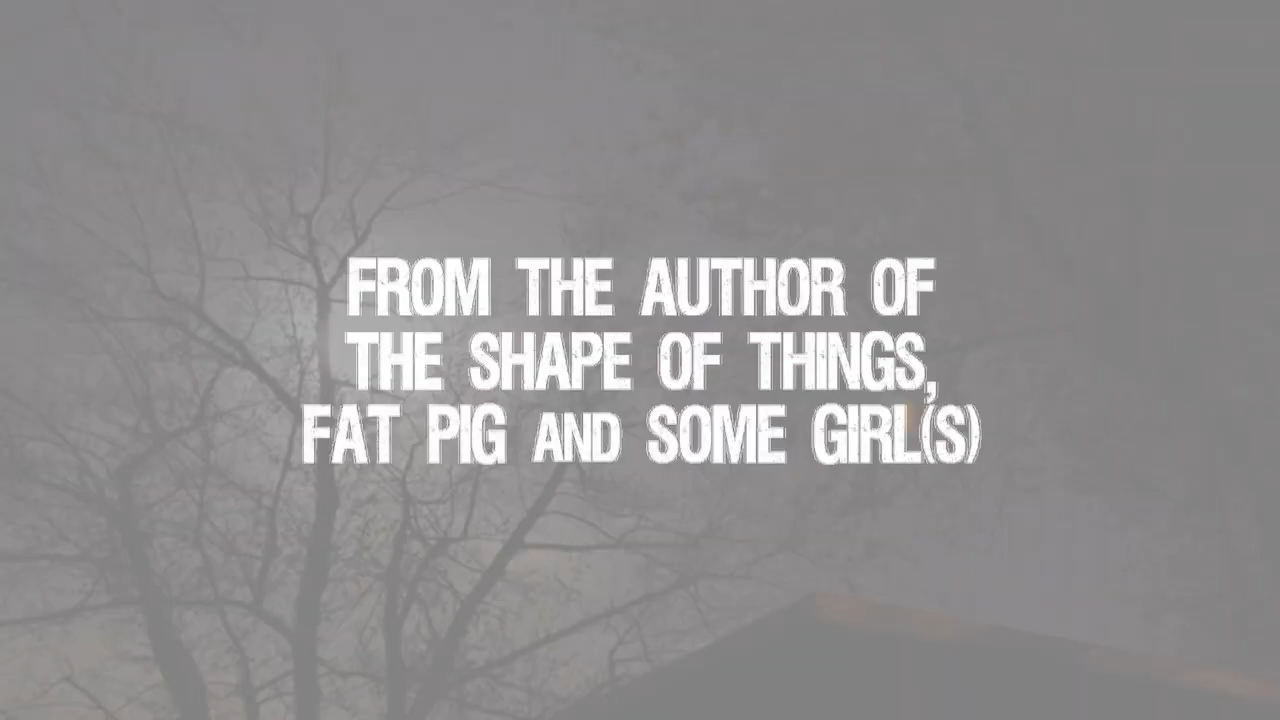 FROM THE AUTHOR OF
THE SHAPE OF THINGS,
FAT PIG AND SOME GIRL(S)